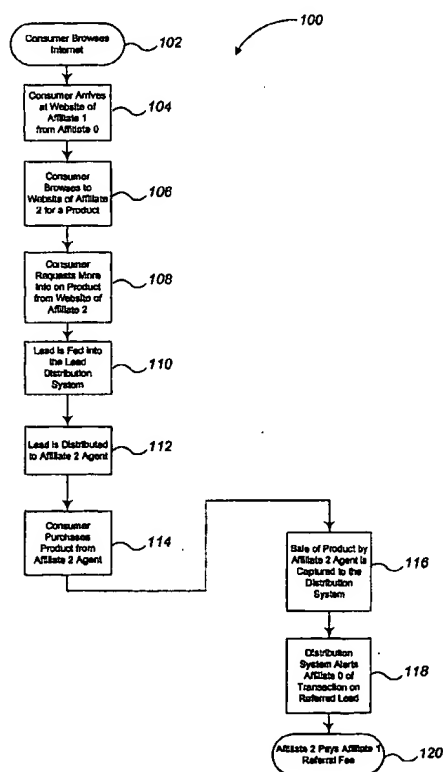 100
Consumer Browses
Internet
102
Consumer Arrives
at Website of
Affiliate 1
from Affiliate 0
104
Consumer
Browses to
Website of Affiliate
2 for a Product
106
Consumer
Requests More
Info on Product
from Website of
Affiliate 2
108
Lead is Fed into
the Lead
Distribution
System
110
Lead is Distributed
to Affiliate 2 Agent
112
Consumer
Purchases
Product from
Affiliate 2 Agent
114
Sale of Product by
Affiliate 2 Agent is
Captured to the
Distribution
System
116
Distribution
System Alerts
Affiliate 0 of
Transaction on
Referred Lead
118
Affiliate 2 Pays Affiliate 1
Referral Fee
120